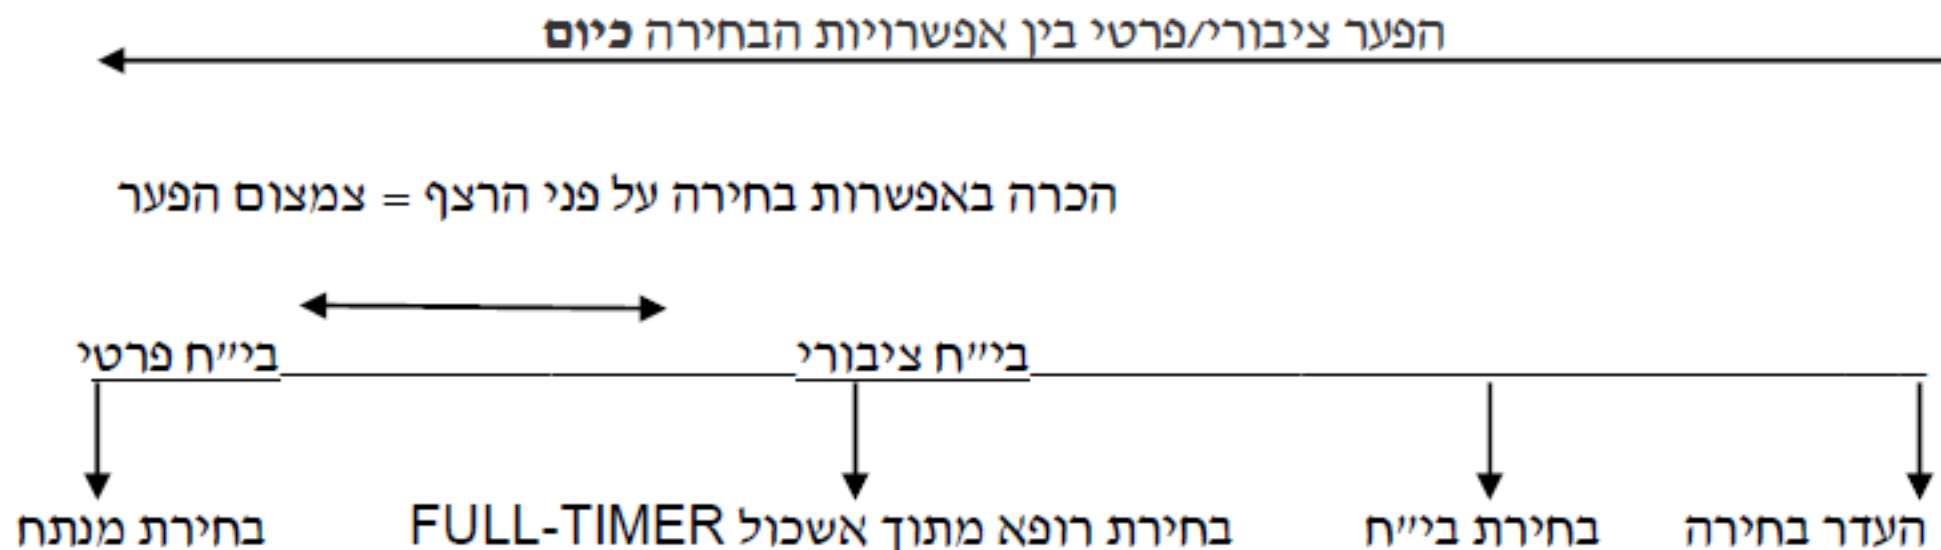 הפער ציבורי/פרטי בין אפשרויות הבחירה כיום
הכרה באפשרות בחירה על פני הרצף = צמצום הפער
בי״ח ציבורי בי״ח פרטי
העדר בחירה בחירת בי״ח בחירת רופא מתוך אשכול FULL-TIMER בחירת מנתח